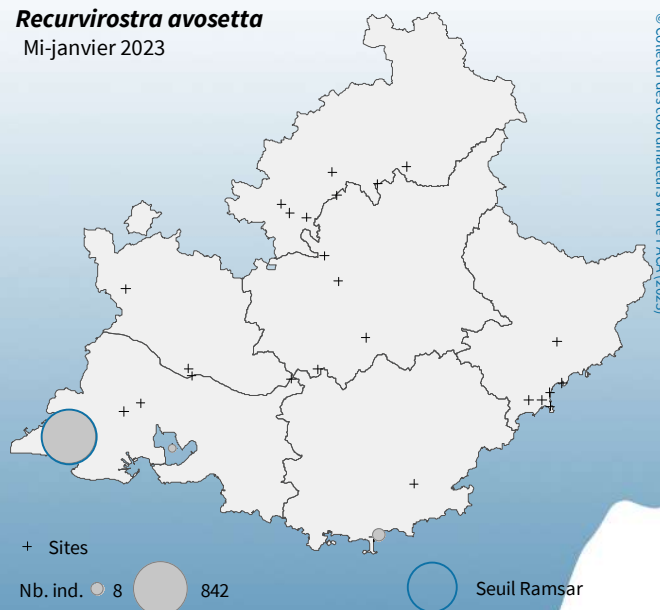 Recurvirostra avosetta
Mi-janvier 2023
Sites
Nb. ind. 8 842
Seuil Ramsar